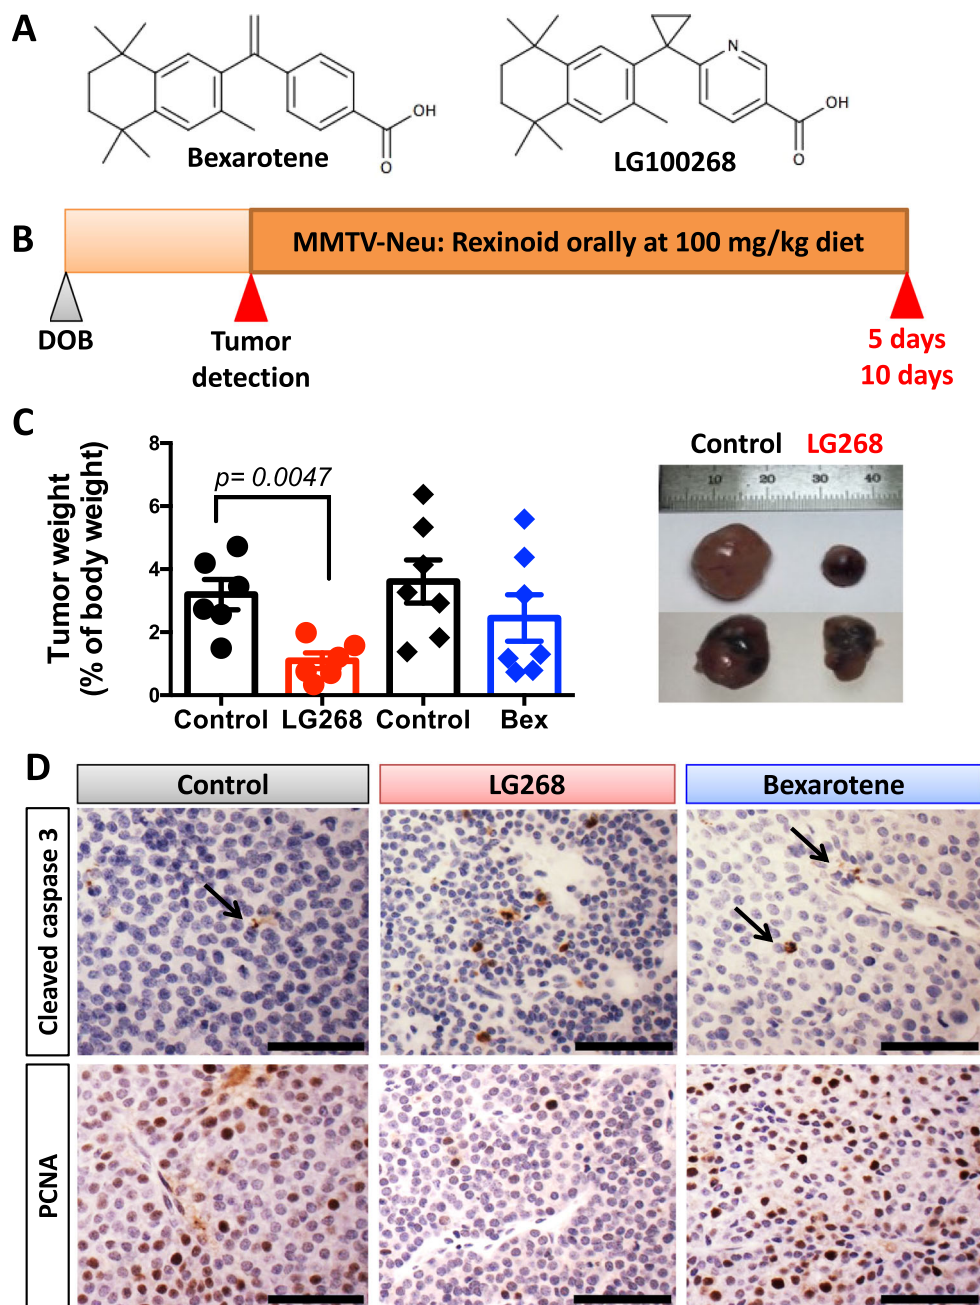 A
OH
O
Bexarotene
N
OH
O
LG100268
B
MMTV-Neu: Rexinoid orally at 100 mg/kg diet
DOB
Tumor
detection
5 days
10 days
C
Tumor weight
(% of body weight)
8
6
4
2
0
p= 0.0047
Control
LG268
Control
Bex
Control
LG268
10
20
30
40
D
Control
LG268
Bexarotene
Cleaved caspase 3
PCNA